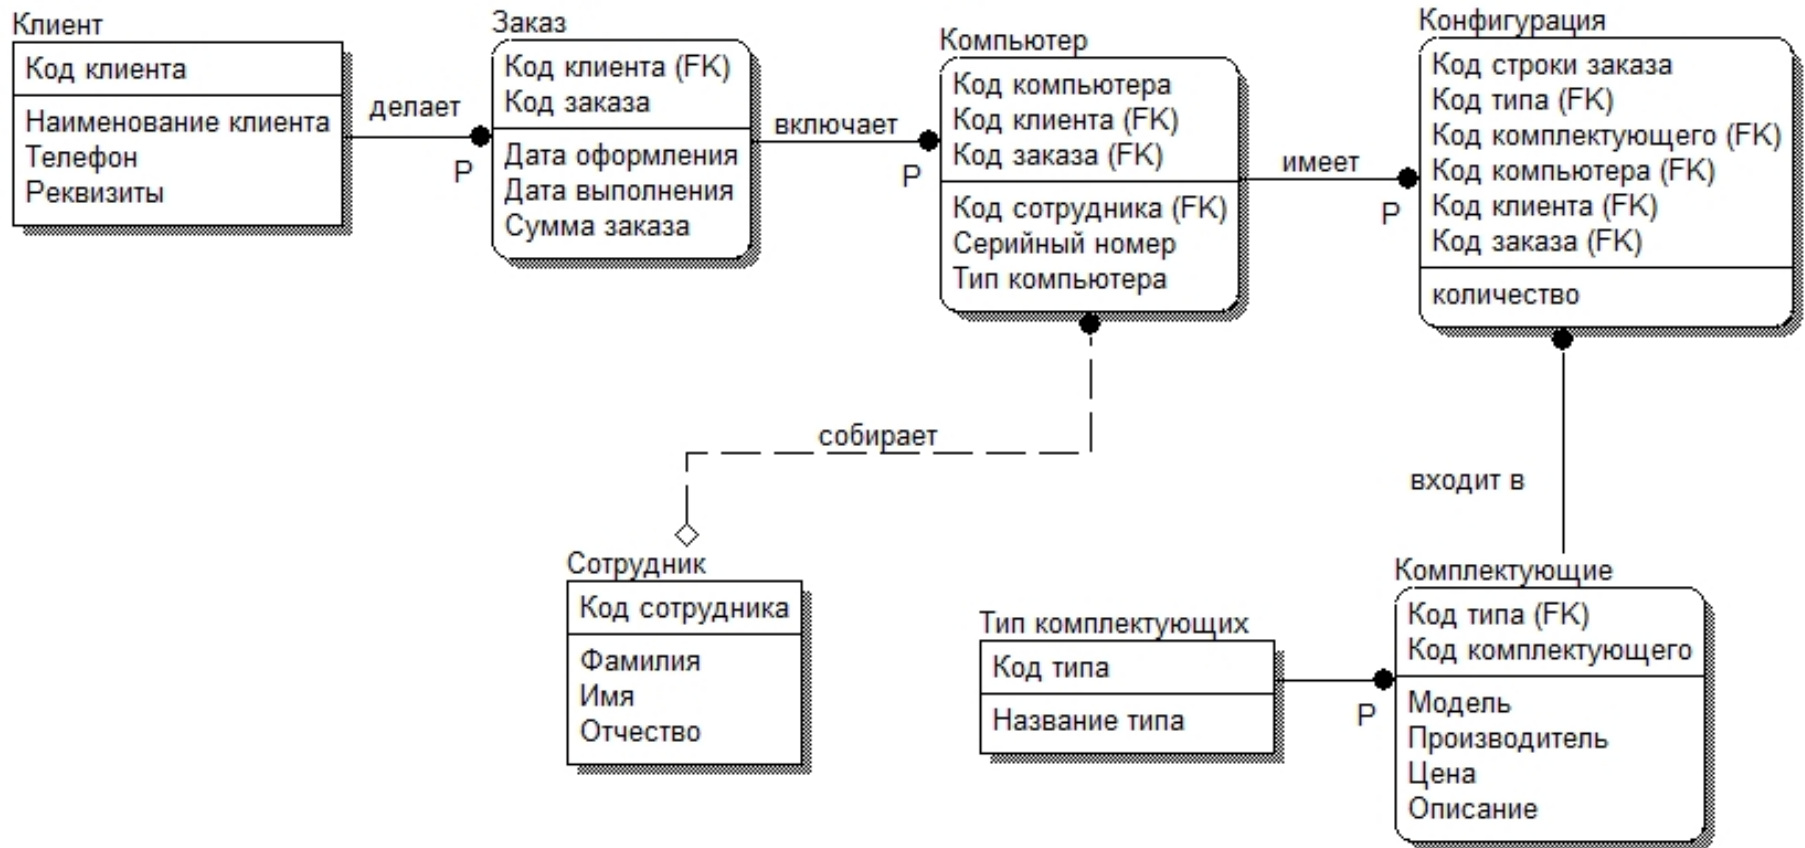 Клиент
Код клиента
Наименование клиента
Телефон
Реквизиты
делает
P
Заказ
Код клиента (FK)
Код заказа
Дата оформления
Дата выполнения
Сумма заказа
включает
P
Компьютер
Код компьютера
Код клиента (FK)
Код заказа (FK)
Код сотрудника (FK)
Серийный номер
Тип компьютера
имеет
P
Конфигурация
Код строки заказа
Код типа (FK)
Код комплектующего (FK)
Код компьютера (FK)
Код клиента (FK)
Код заказа (FK)
количество
собирает
входит в
Сотрудник
Код сотрудника
Фамилия
Имя
Отчество
Тип комплектующих
Код типа
Название типа
P
Комплектующие
Код типа (FK)
Код комплектующего
Модель
Производитель
Цена
Описание